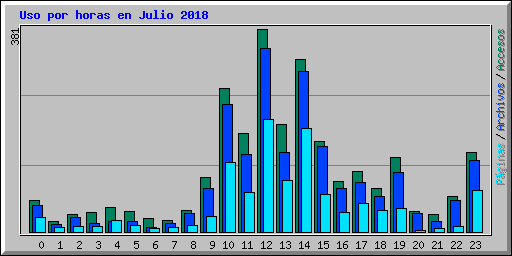 Uso por horas en Julio 2018
381
Páginas / Archivos / Accesos
0 1 2 3 4 5 6 7 8 9 10 11 12 13 14 15 16 17 18 19 20 21 22 23